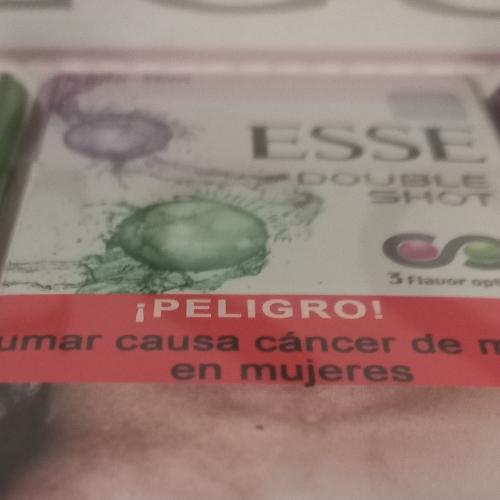 ESSE
DOUBLE
SHOT
3 Flavor opt
¡PELIGRO!
umar causa cáncer de m
en mujeres